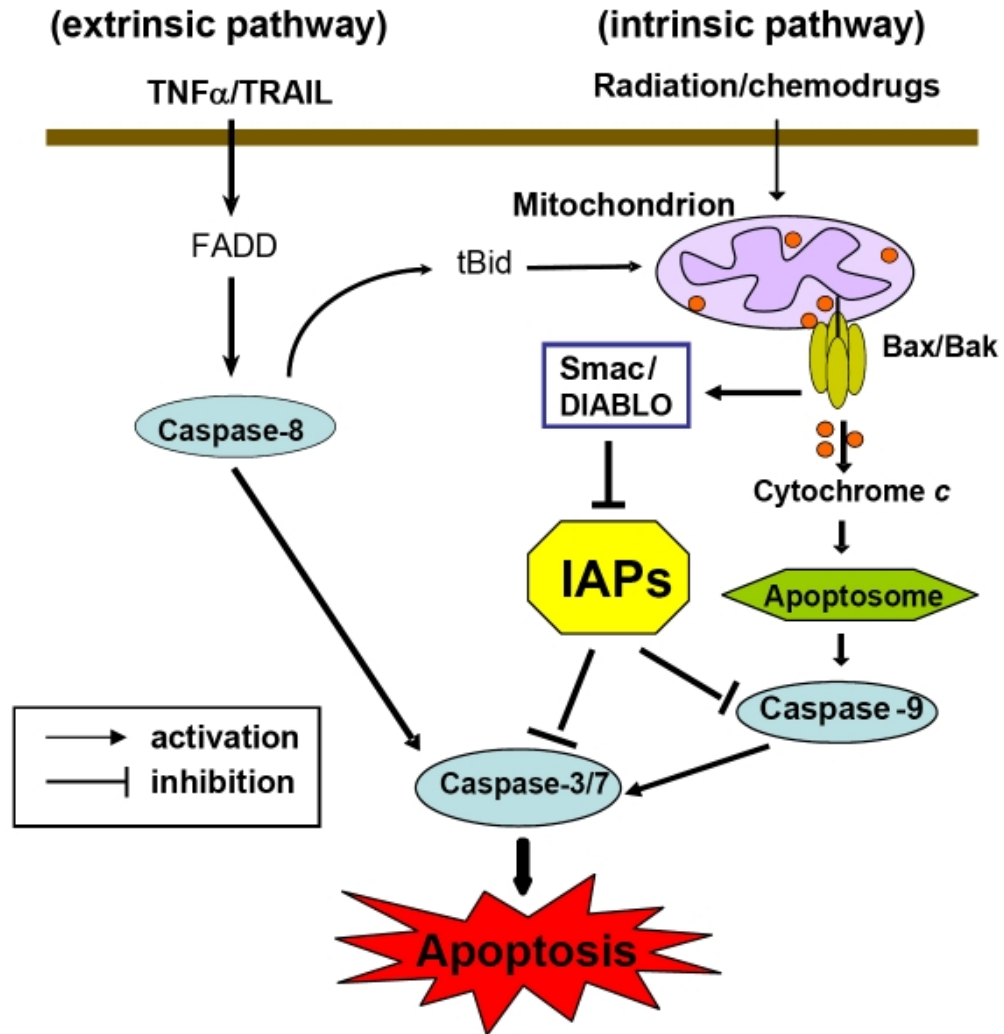 (extrinsic pathway)
(intrinsic pathway)
TNFα/TRAIL
Radiation/chemodrugs
Mitochondrion
FADD
tBid
Bax/Bak
Smac/
DIABLO
Caspase-8
Cytochrome c
IAPs
Apoptosome
Caspase -9
activation
inhibition
Caspase-3/7
Apoptosis